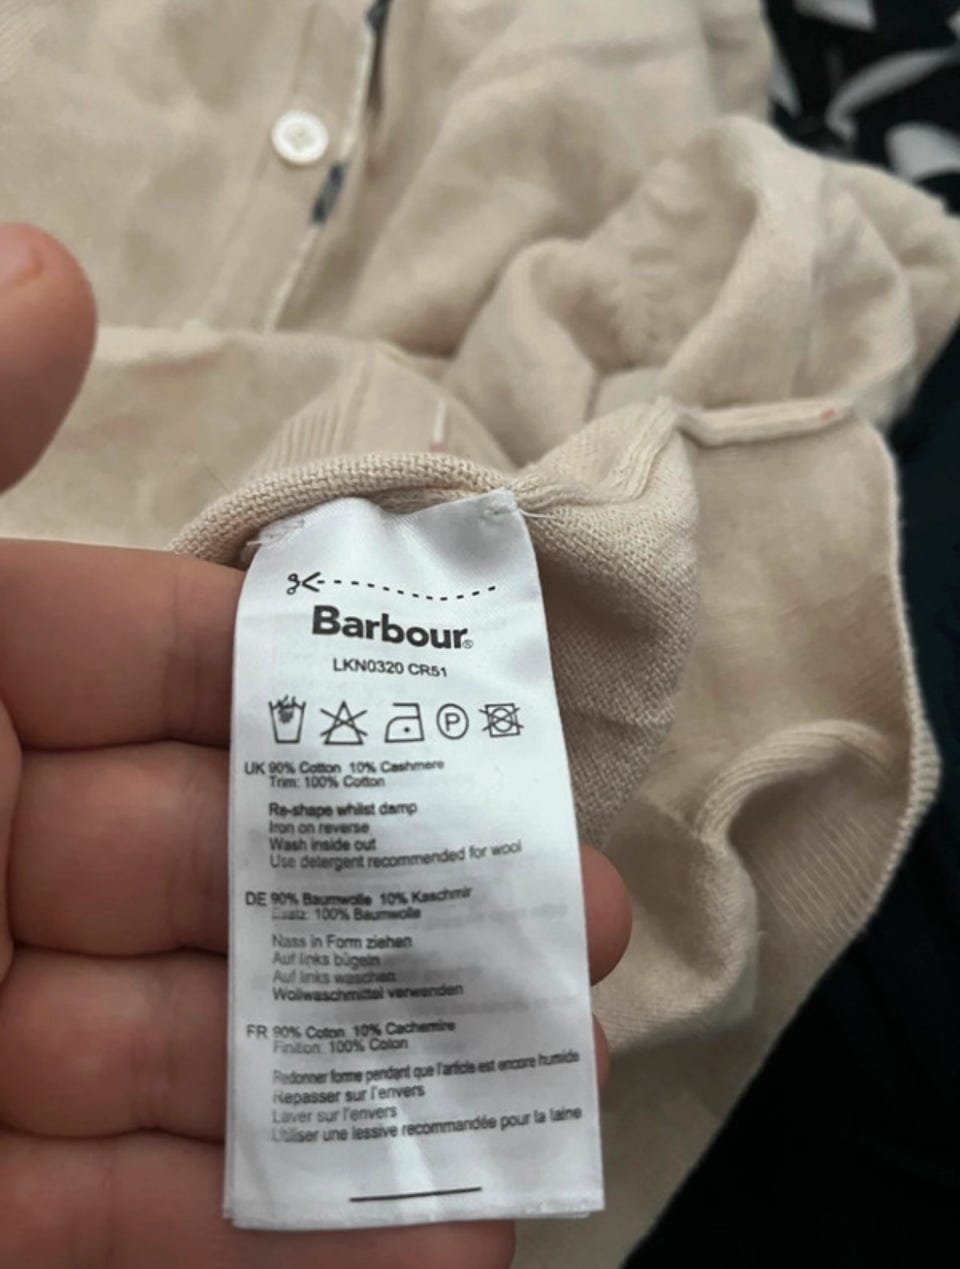 Barbour®
LKN0320 CR51
P
UK 90% Cotton 10% Cashmere
Trim: 100% Cotton
Re-shape whilst damp
Iron on reverse
Wash inside out
Use detergent recommended for wool
DE 90% Baumwolle 10% Kaschmir
100% Baumwolle
Nass in Form ziehen
Auf links bügeln
Auf links waschen
Wollwaschmittel verwenden
FR 90% Coton 10% Cachemire
Finition: 100% Coton
Redonner forme pendant que l'article est encore humide
Repasser sur l'envers
Laver sur l'envers
Utiliser une lessive recommandée pour la laine